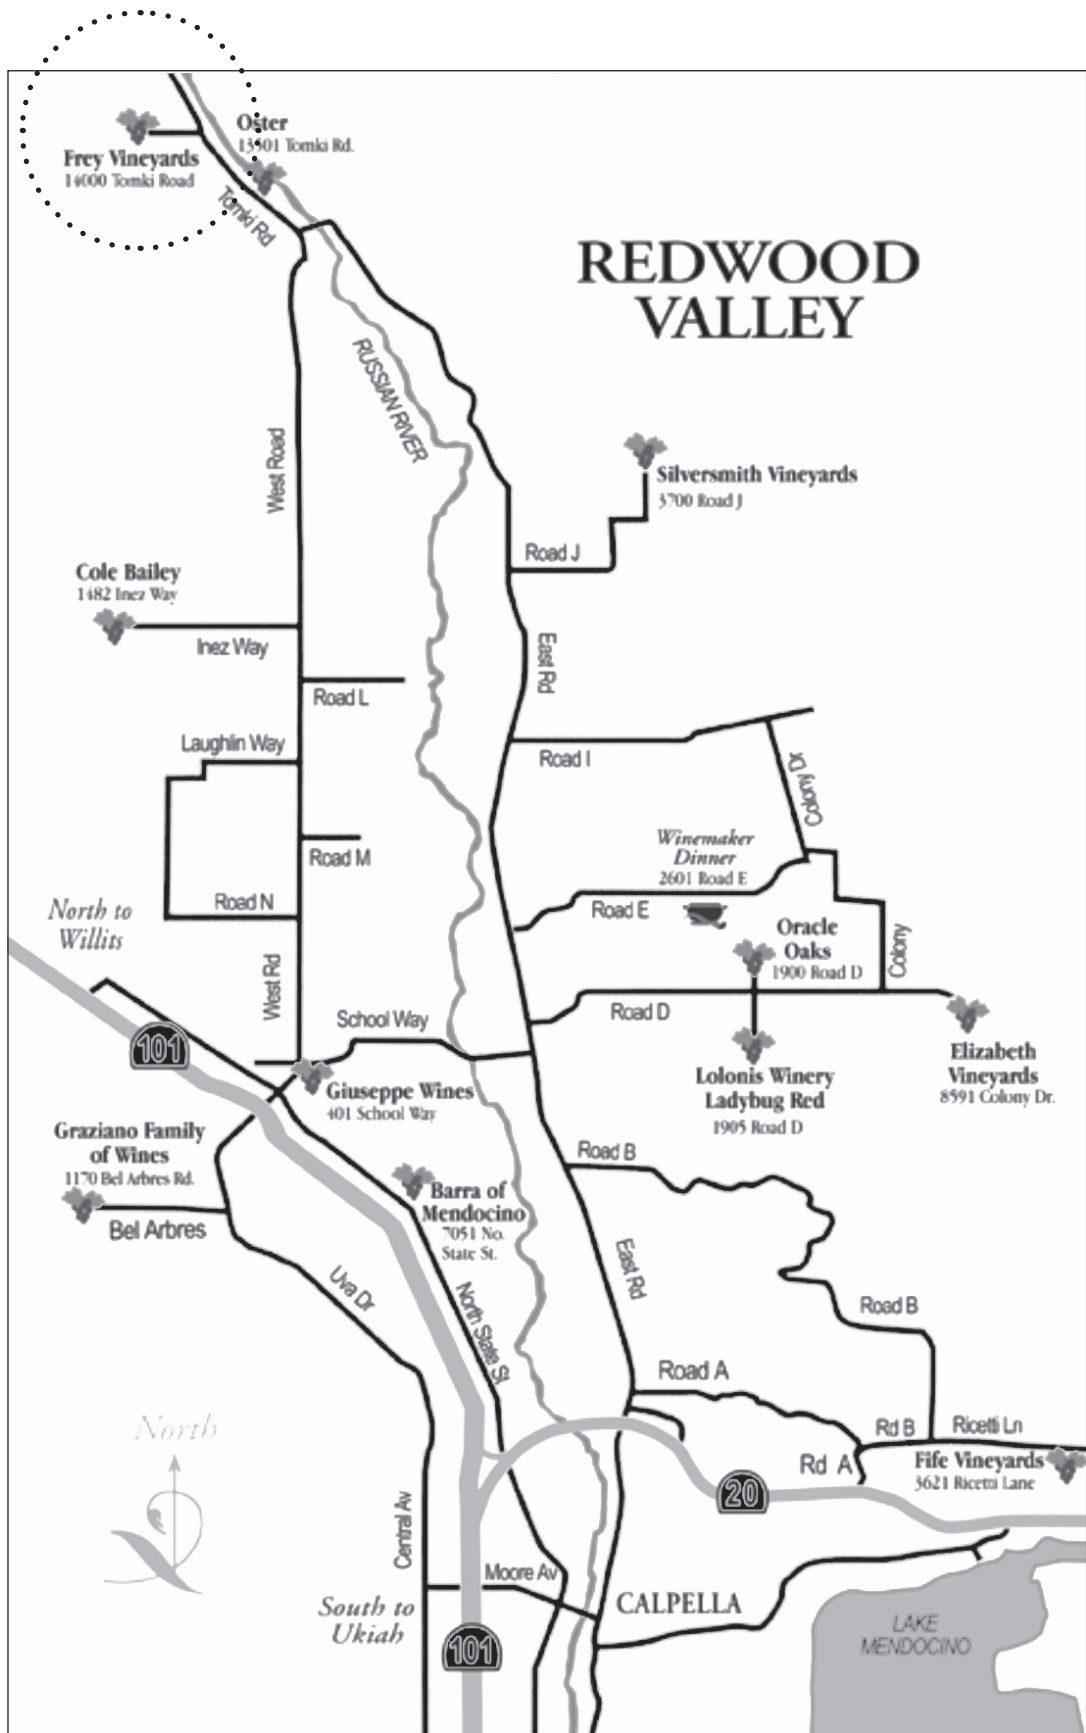 Oster
13501 Tomki Rd.
Frey Vineyards
14000 Tomki Road
Tomki Rd
REDWOOD
VALLEY
RUSSIAN RIVER
West Road
Silversmith Vineyards
3700 Road J
Road J
Cole Bailey
1482 Inez Way
Inez Way
East Rd
Road L
Laughlin Way
Road I
Colony Dr
Winemaker
Dinner
2601 Road E
Road M
Road N
Road E
North to
Willits
Oracle
Oaks
1900 Road D
Colony
West Rd
School Way
Road D
101
Elizabeth
Vineyards
8591 Colony Dr.
Lolonis Winery
Ladybug Red
1905 Road D
Giuseppe Wines
401 School Way
Graziano Family
of Wines
1170 Bel Arbres Rd.
Bel Arbres
Road B
Barra of
Mendocino
7051 No.
State St.
Uva Dr
North State St.
East Rd
Road B
Road A
Rd B
Ricetti Ln
Rd A
Fife Vineyards
3621 Ricetti Lane
North
20
Central Av
Moore Av
South to
Ukiah
CALPELLA
101
LAKE
MENDOCINO